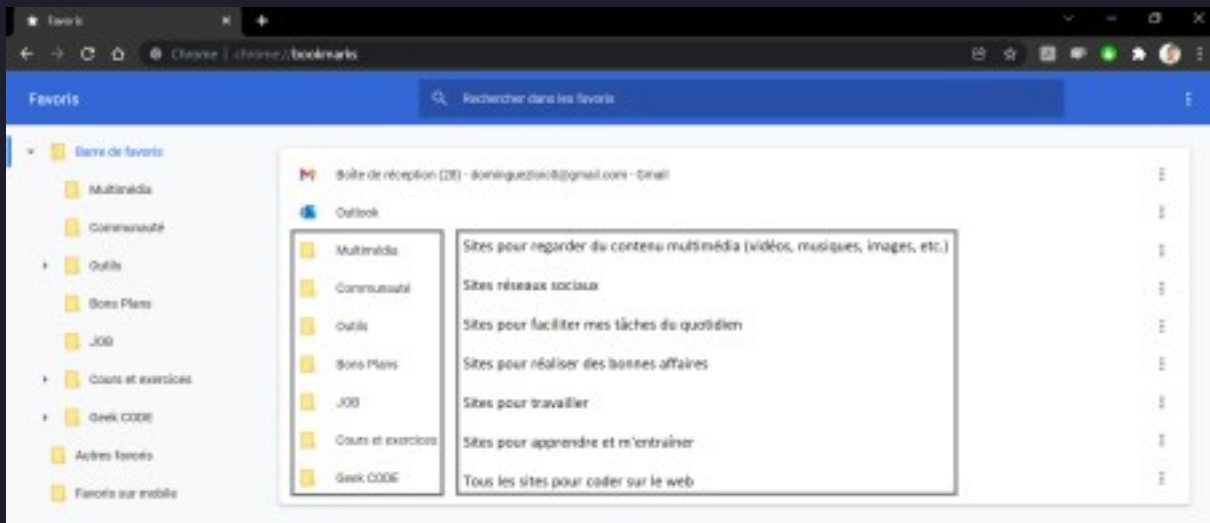 Favoris
Chrome | chrome://bookmarks
Favoris
Rechercher dans les favoris
Barre de favoris
Multimédia
Communauté
Outils
Bons Plans
JOB
Cours et exercices
Geek CODE
Autres favoris
Favoris sur mobile
Boîte de réception (28) - - Gmail
Outlook
Multimédia Sites pour regarder du contenu multimédia (vidéos, musiques, images, etc.)
Communauté Sites réseaux sociaux
Outils Sites pour faciliter mes tâches du quotidien
Bons Plans Sites pour réaliser des bonnes affaires
JOB Sites pour travailler
Cours et exercices Sites pour apprendre et m'entraîner
Geek CODE Tous les sites pour coder sur le web